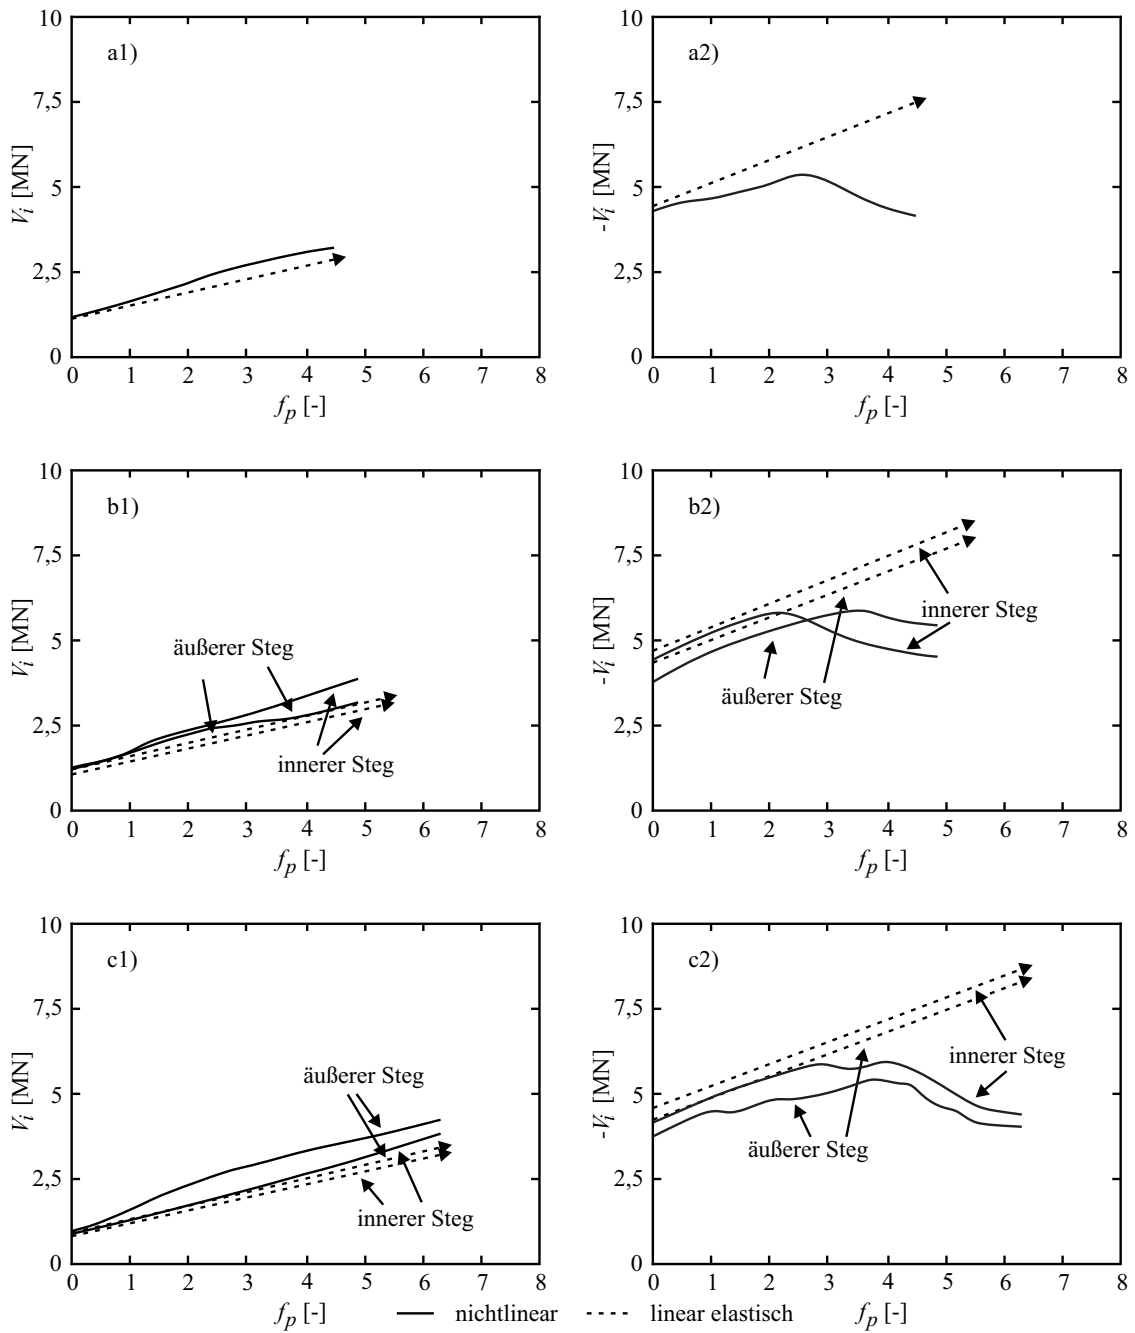 a1)
10
7,5
5
2,5
0
V_i [MN]
0 1 2 3 4 5 6 7 8
f_p [-]
a2)
10
7,5
5
2,5
0
-V_i [MN]
0 1 2 3 4 5 6 7 8
f_p [-]
b1)
10
7,5
5
2,5
0
V_i [MN]
äußerer Steg
innerer Steg
0 1 2 3 4 5 6 7 8
f_p [-]
b2)
10
7,5
5
2,5
0
-V_i [MN]
innerer Steg
äußerer Steg
0 1 2 3 4 5 6 7 8
f_p [-]
c1)
10
7,5
5
2,5
0
V_i [MN]
äußerer Steg
innerer Steg
0 1 2 3 4 5 6 7 8
f_p [-]
c2)
10
7,5
5
2,5
0
-V_i [MN]
innerer Steg
äußerer Steg
0 1 2 3 4 5 6 7 8
f_p [-]
nichtlinear
linear elastisch